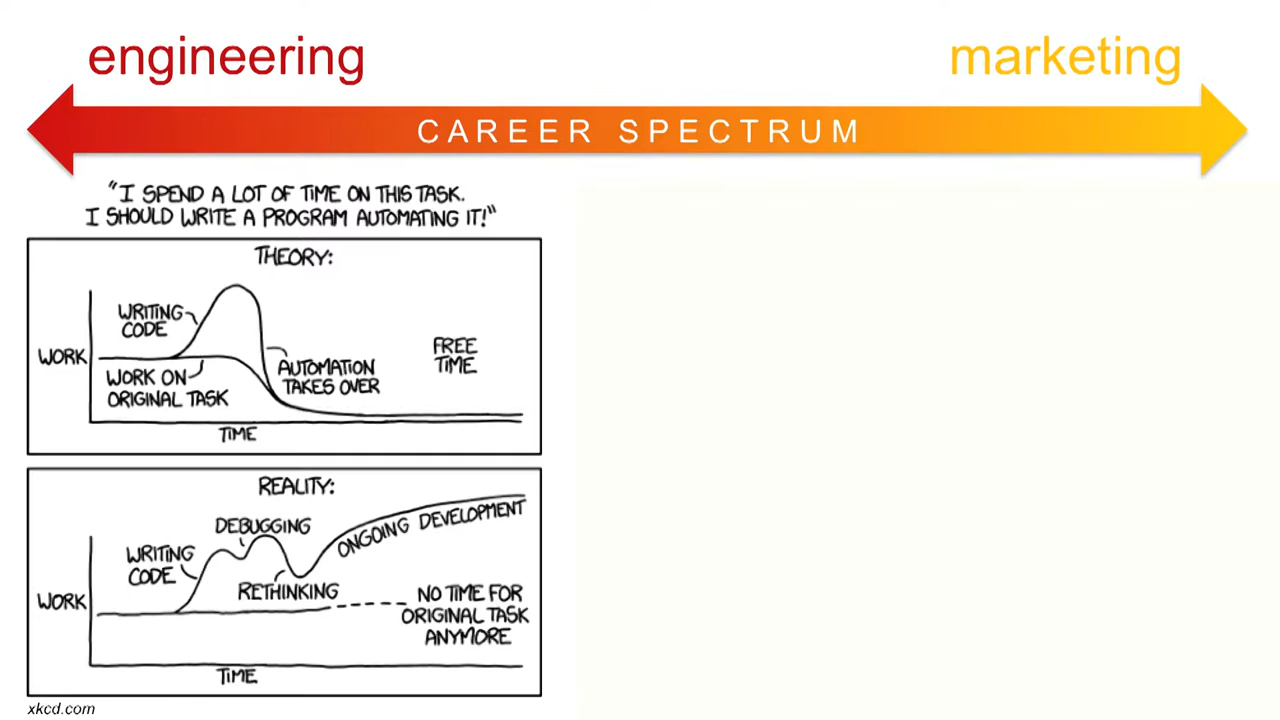 engineering
marketing
CAREER SPECTRUM
"I SPEND A LOT OF TIME ON THIS TASK.
I SHOULD WRITE A PROGRAM AUTOMATING IT!"
THEORY:
WRITING
CODE
WORK
WORK ON
ORIGINAL TASK
AUTOMATION
TAKES OVER
FREE
TIME
TIME
REALITY:
DEBUGGING
WRITING
CODE
RETHINKING
ONGOING DEVELOPMENT
WORK
NO TIME FOR
ORIGINAL TASK
ANYMORE
TIME
xkcd.com